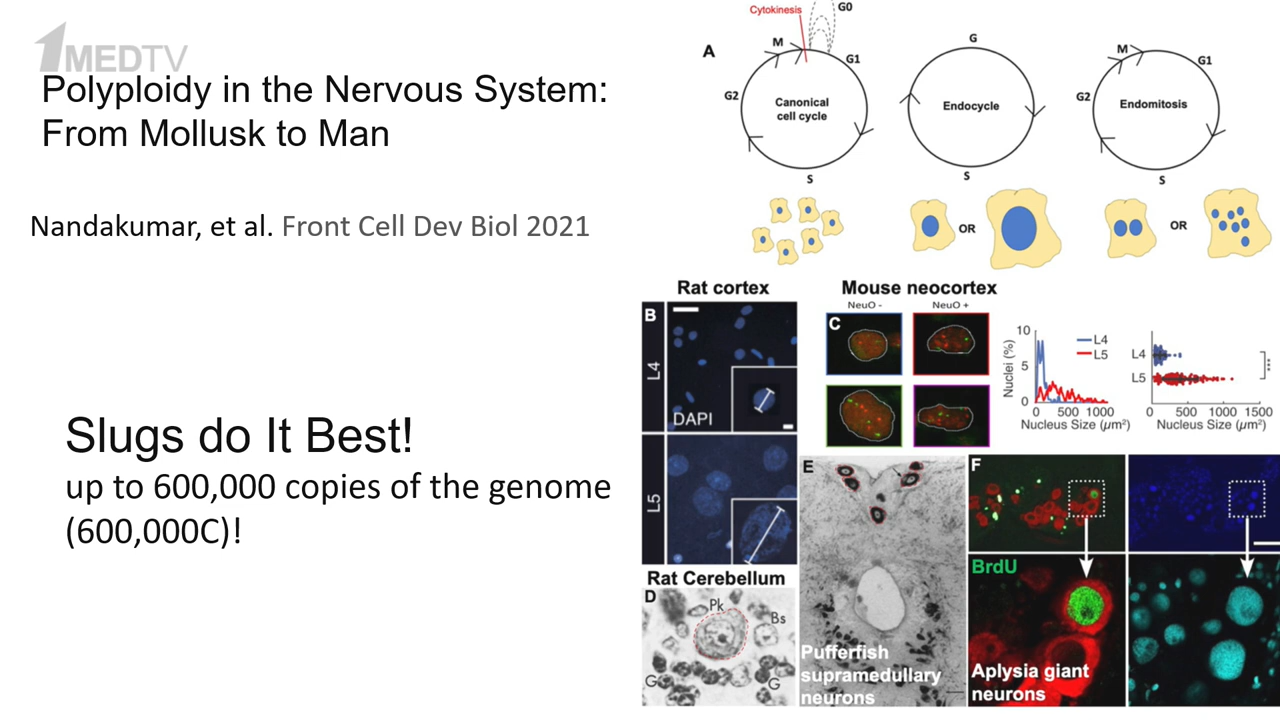 1MEDTV
Polyploidy in the Nervous System:
From Mollusk to Man
Nandakumar, et al. Front Cell Dev Biol 2021
Slugs do It Best!
up to 600,000 copies of the genome
(600,000C)!
Cytokinesis
G0
A
M
G1
G2
Canonical
cell cycle
S
G
Endocycle
S
M
G1
G2
Endomitosis
S
OR
OR
Rat cortex
B
L4
DAPI
L5
Mouse neocortex
NeuO -
NeuO +
C
10
5
0
Nuclei (%)
L4
L5
0
500
1000
Nucleus Size (µm²)
L4
L5
***
0
500
1000
1500
Nucleus Size (µm²)
Rat Cerebellum
D
Pk
Bs
G
G
E
Pufferfish
supramedullary
neurons
F
BrdU
Aplysia giant
neurons